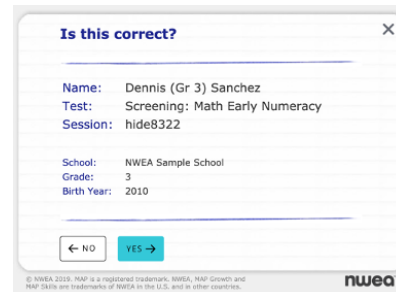 Is this correct?
Name: Dennis (Gr 3) Sanchez
Test: Screening: Math Early Numeracy
Session: hide8322
School: NWEA Sample School
Grade: 3
Birth Year: 2010
← NO
YES →
© NWEA 2019. MAP is a registered trademark. NWEA, MAP Growth and
MAP Skills are trademarks of NWEA in the U.S. and in other countries.
nwea